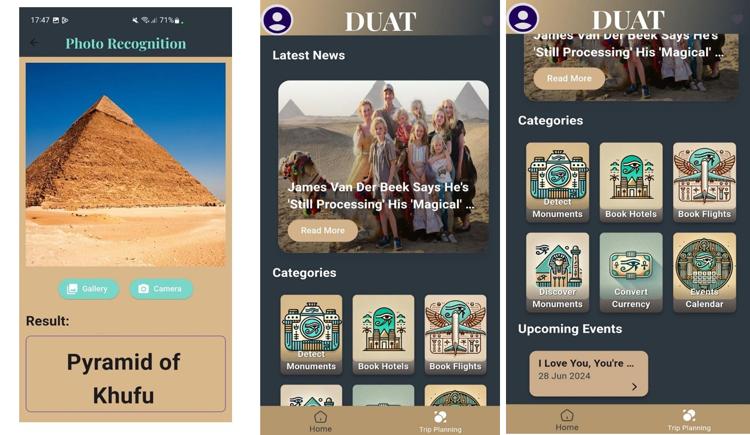 17:47
71%
Photo Recognition
Gallery
Camera
Result:
Pyramid of
Khufu
DUAT
Latest News
James Van Der Beek Says He's
'Still Processing' His 'Magical' ...
Read More
Categories
Detect
Monuments
Book Hotels
Book Flights
Home
Trip Planning
DUAT
James Van Der Beek Says He's
'Still Processing' His 'Magical' ...
Read More
Categories
Detect
Monuments
Book Hotels
Book Flights
Discover
Monuments
Convert
Currency
Events
Calendar
Upcoming Events
I Love You, You're ...
28 Jun 2024
Home
Trip Planning